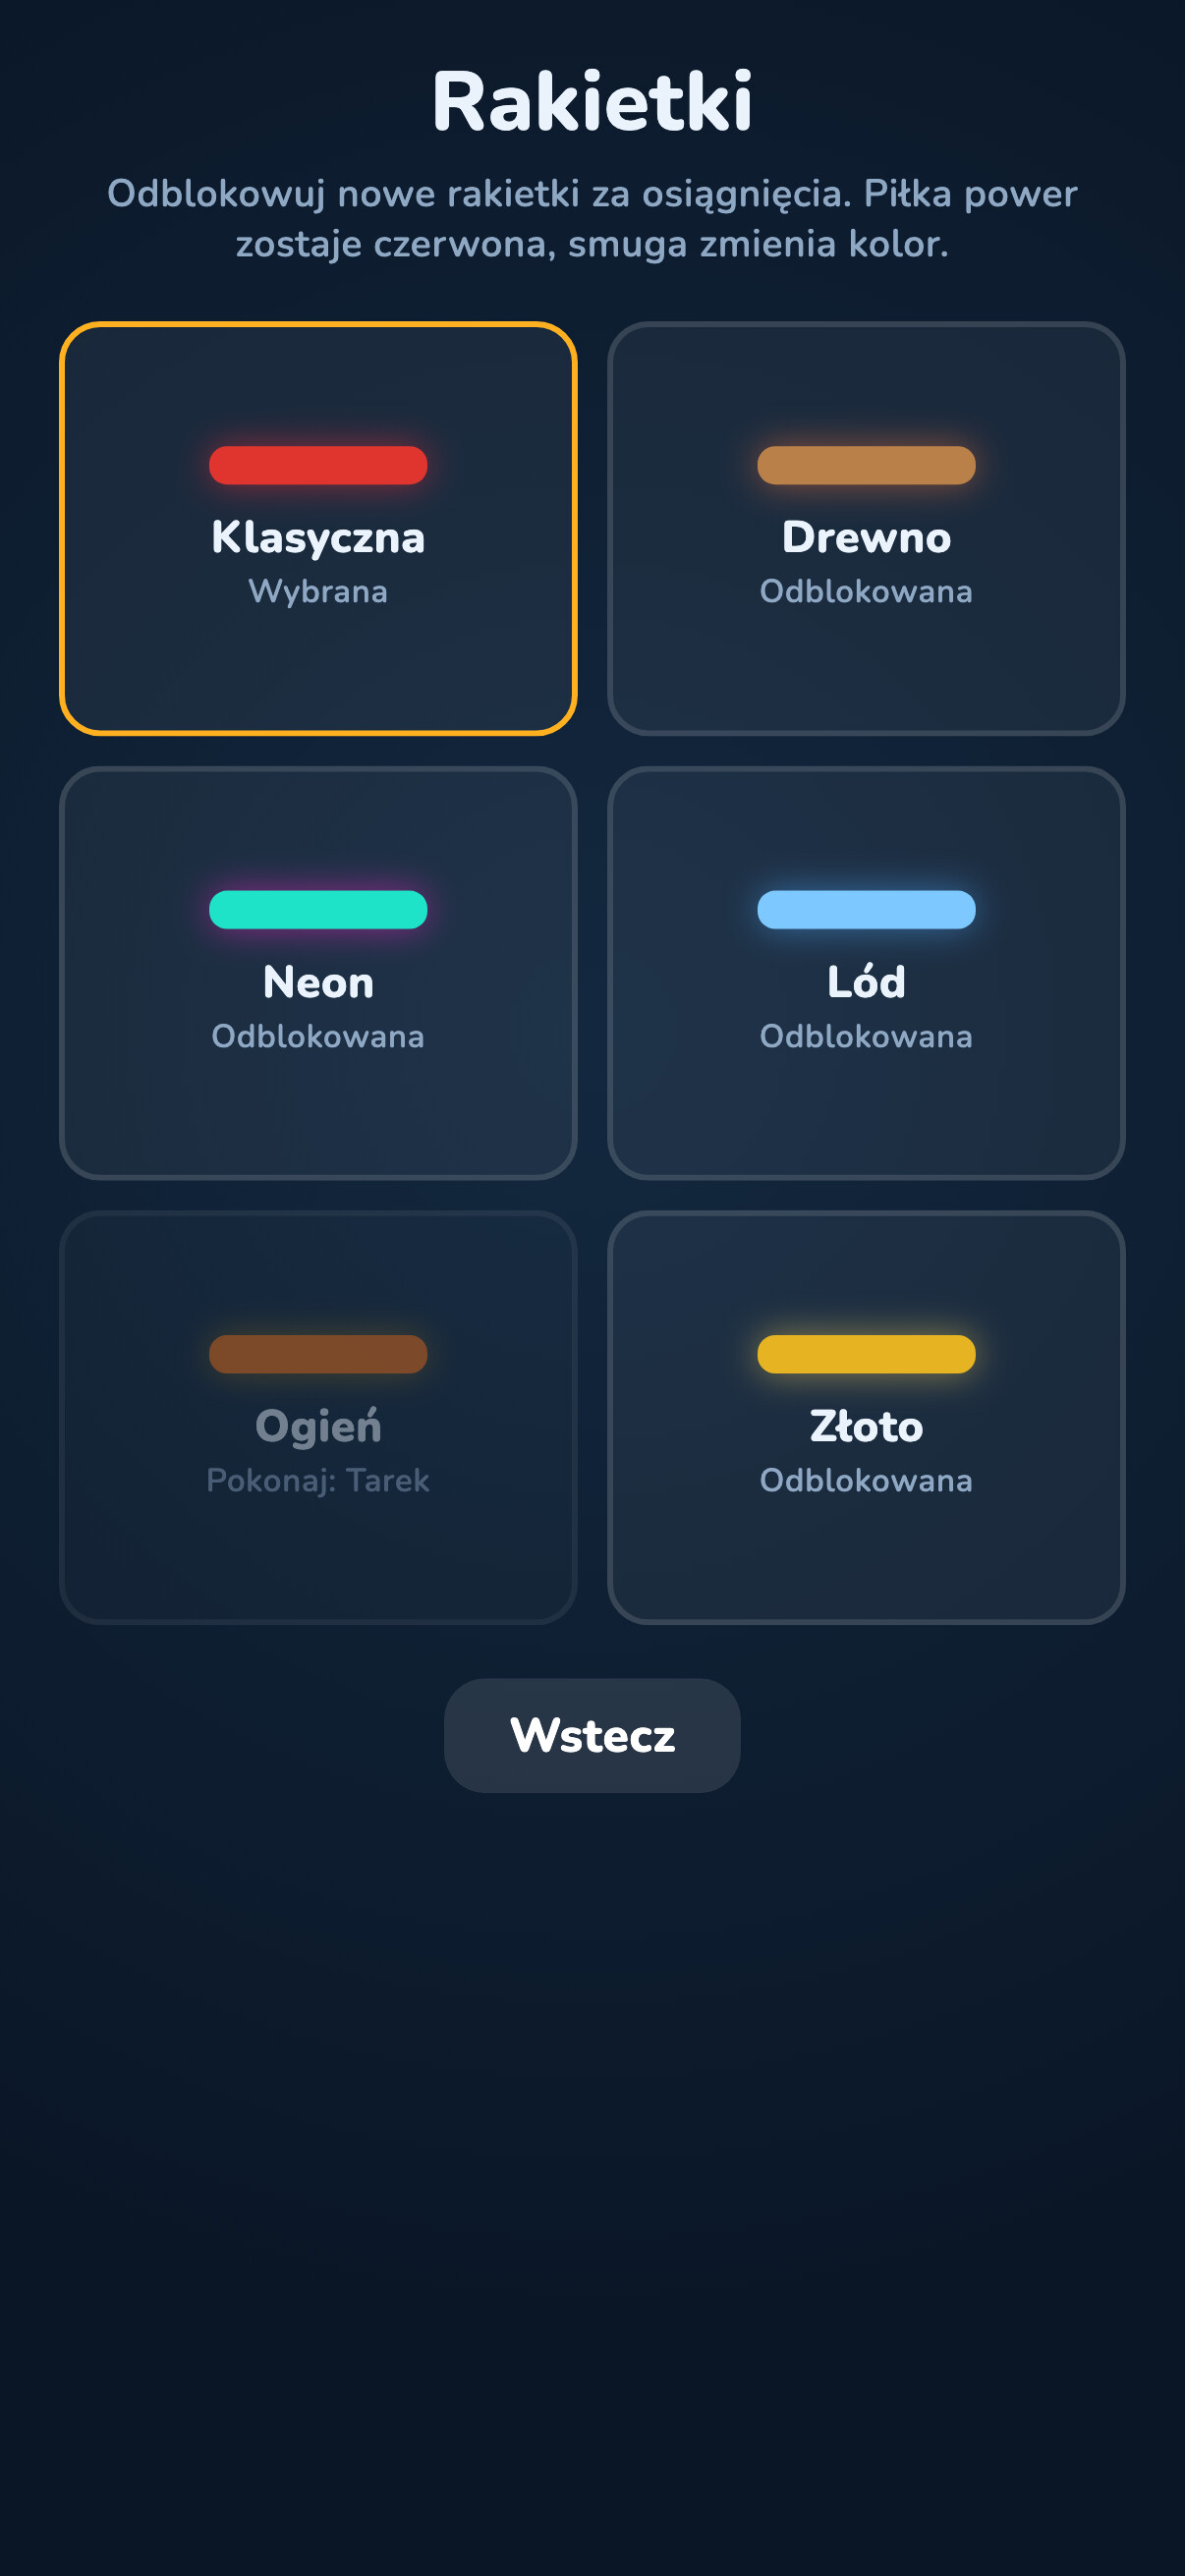 Rakietki
Odblokowuj nowe rakietki za osiągnięcia. Piłka power
zostaje czerwona, smuga zmienia kolor.
Klasyczna
Wybrana
Drewno
Odblokowana
Neon
Odblokowana
Lód
Odblokowana
Ogień
Pokonaj: Tarek
Złoto
Odblokowana
Wstecz